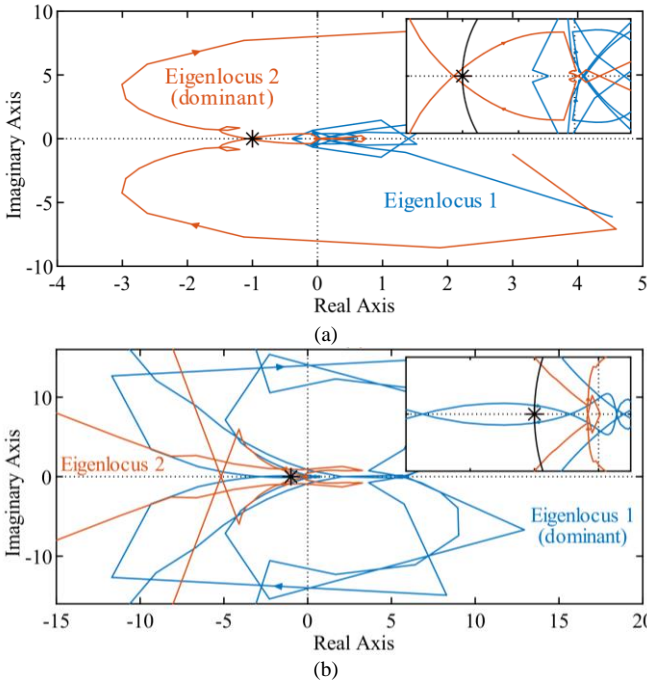 10
5
0
-5
-10
Imaginary Axis
Eigenlocus 2
(dominant)
Eigenlocus 1
-4 -3 -2 -1 0 1 2 3 4 5
Real Axis
(a)
10
0
-10
Imaginary Axis
Eigenlocus 2
Eigenlocus 1
(dominant)
-15 -10 -5 0 5 10 15 20
Real Axis
(b)